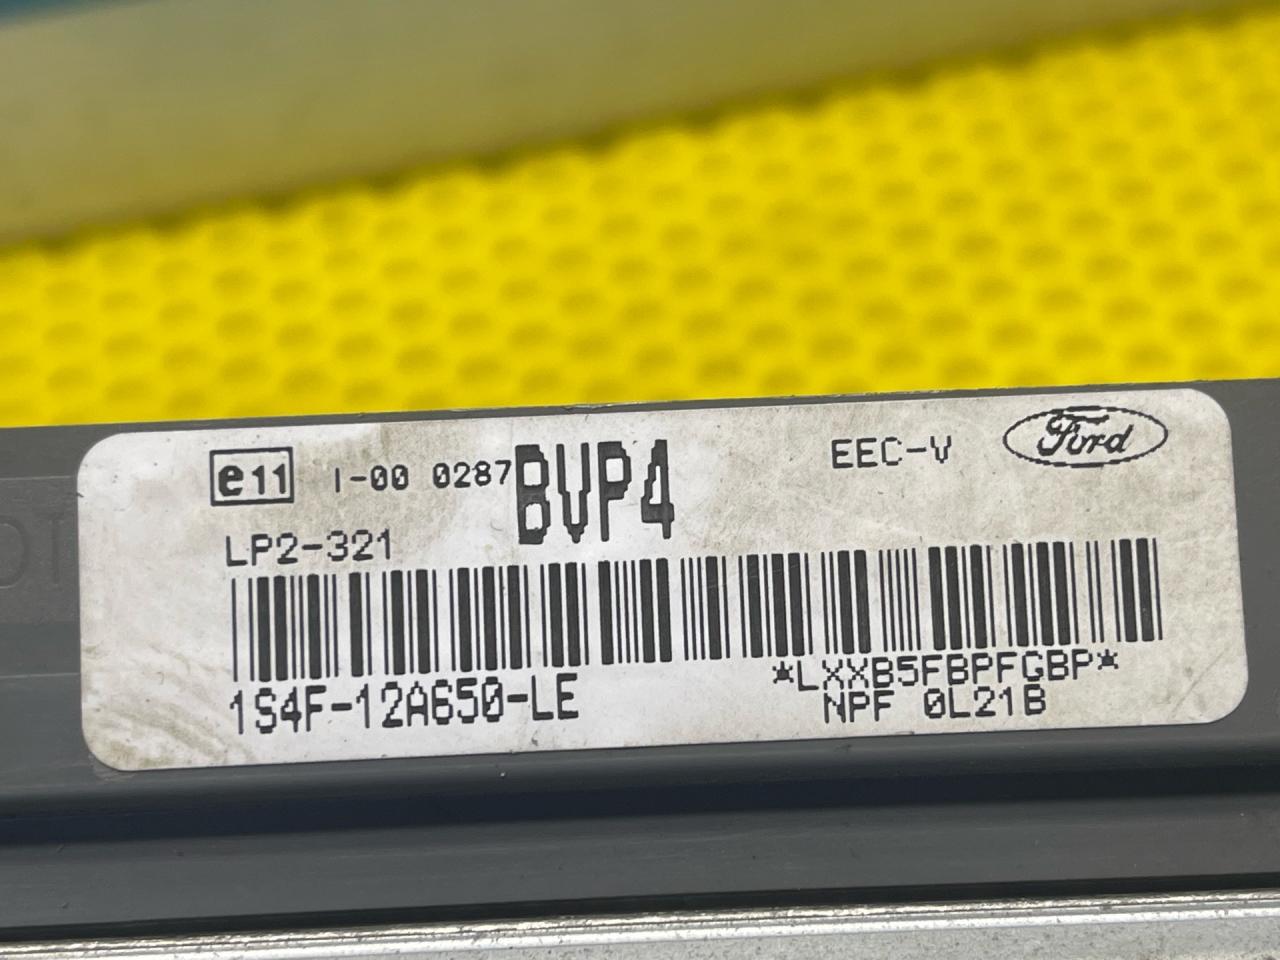 e11 I-00 0287 BVP4 EEC-V Ford
LP2-321
*LXXB5FBPFGBP*
1S4F-12A650-LE
NPF 0L21B